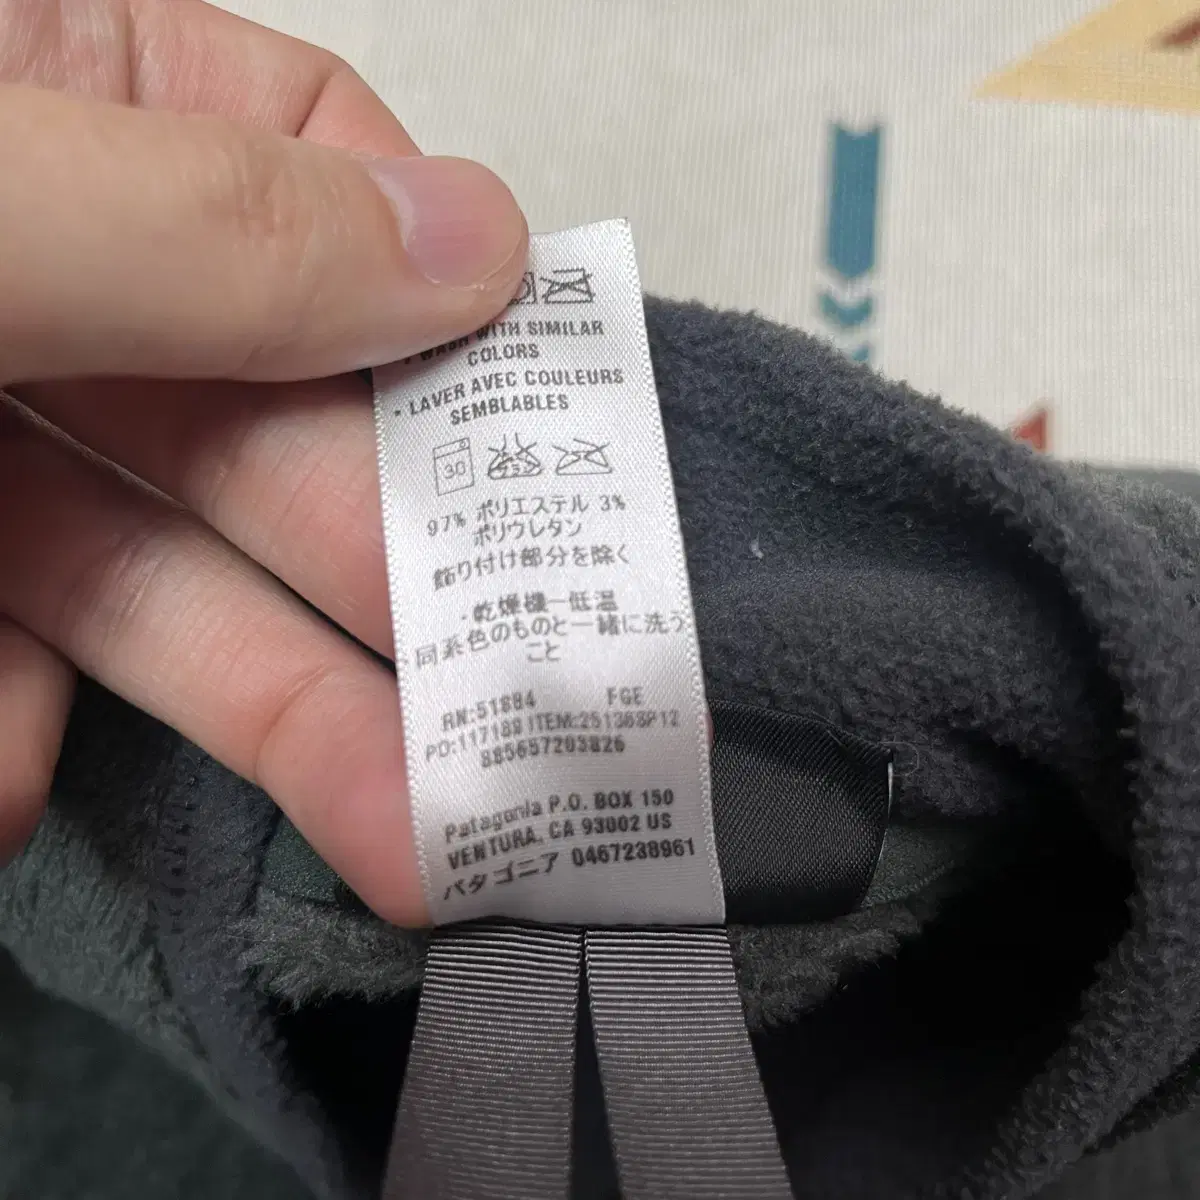 WASH WITH SIMILAR
COLORS
• LAVER AVEC COULEURS
SEMBLABLES
30
97% ポリエステル 3%
ポリウレタン
飾り付け部分を除く
・乾燥機ー低温
同系色のものと一緒に洗う
こと
RN:51884 FGE
PO:117188 ITEM:25136SP12
885657203826
Patagonia P.O. BOX 150
VENTURA, CA 93002 US
パタゴニア 0467238961